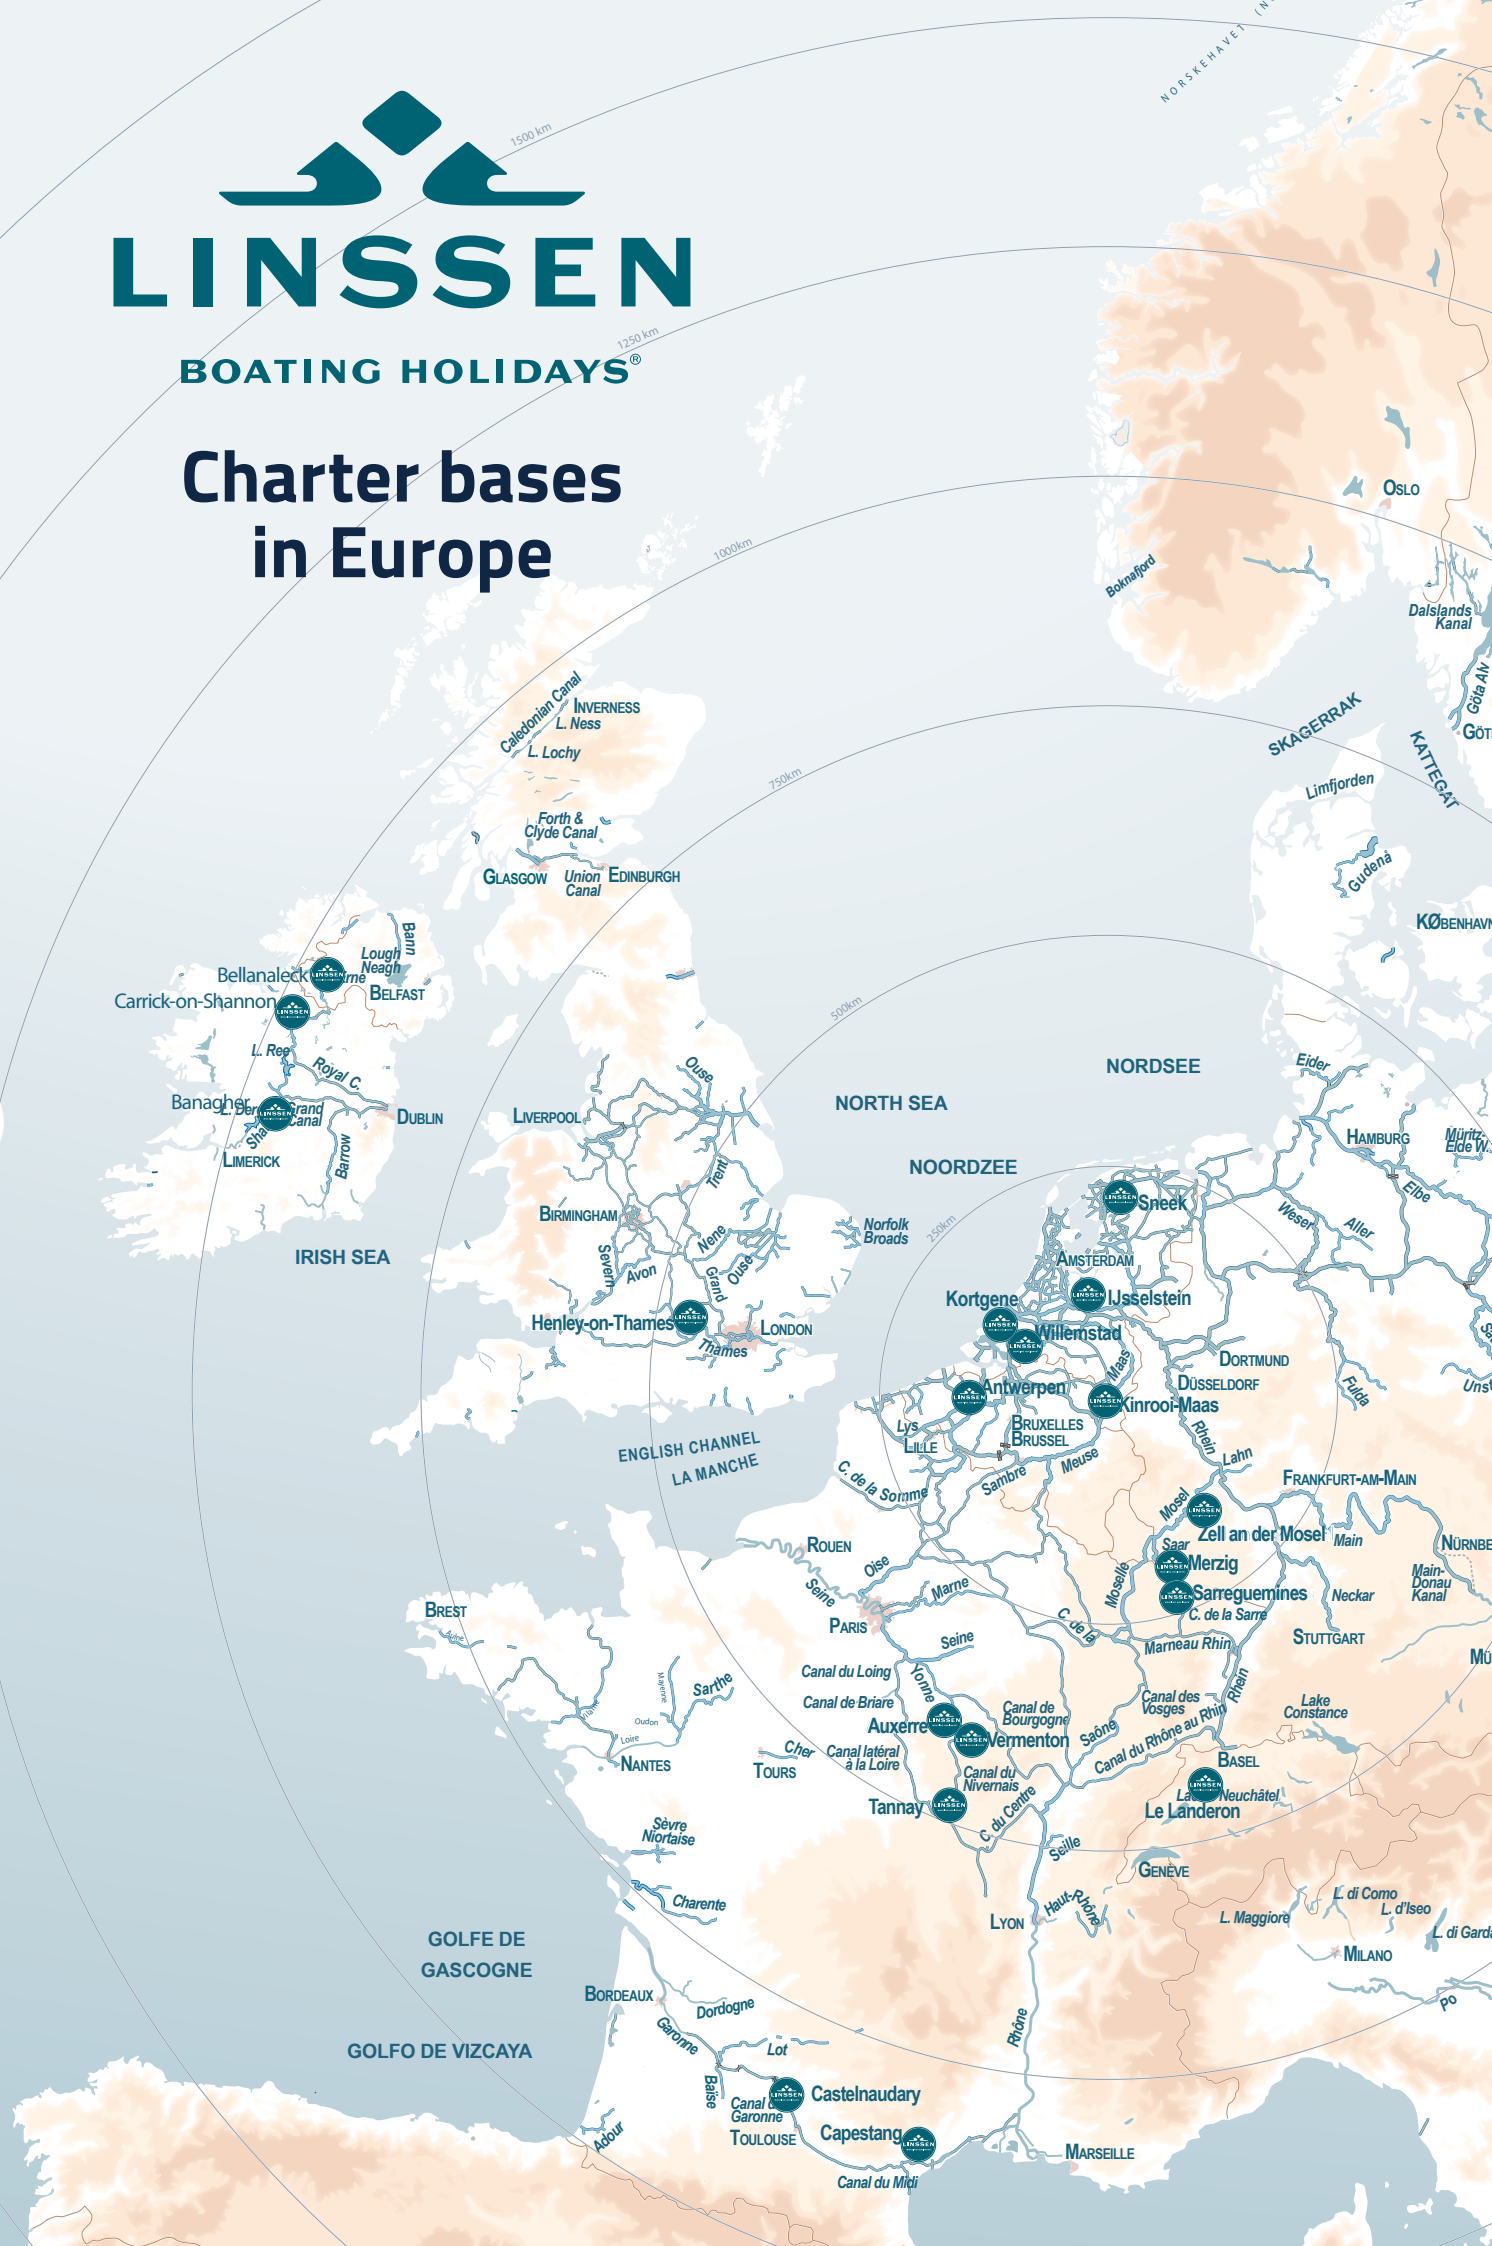 LINSSEN
BOATING HOLIDAYS®
Charter bases
in Europe
1500 km
1250 km
1000km
750km
500km
250km
NORSKEHAVET
OSLO
Boknafjord
Dalslands
Kanal
Göta Alv
SKAGERRAK
KATTEGAT
Limfjorden
Gudenå
Caledonian Canal
INVERNESS
L. Ness
L. Lochy
Forth &
Clyde Canal
GLASGOW
Union
Canal
EDINBURGH
Bann
Lough
Neagh
Bellanaleck
BELFAST
Carrick-on-Shannon
L. Ree
Royal C.
Banagher
Grand
Canal
DUBLIN
LIMERICK
Barrow
IRISH SEA
LIVERPOOL
Ouse
Trent
BIRMINGHAM
Severn
Avon
Nene
Grand
Ouse
Norfolk
Broads
Henley-on-Thames
LONDON
Thames
NORDSEE
NORTH SEA
NOORDZEE
Eider
HAMBURG
Müritz-
Elde W.
Elbe
Weser
Aller
Sneek
AMSTERDAM
IJsselstein
Kortgene
Willemstad
Maas
DORTMUND
DÜSSELDORF
Antwerpen
Kinrooi-Maas
Fulda
Lys
LILLE
BRUXELLES
BRUSSEL
Rhein
Lahn
Meuse
Sambre
ENGLISH CHANNEL
LA MANCHE
C. de la Somme
FRANKFURT-AM-MAIN
Mosel
Zell an der Mosel
Main
Saar
Merzig
Moselle
Sarreguemines
C. de la Sarre
Neckar
Main-
Donau
Kanal
ROUEN
Oise
Seine
Marne
PARIS
C. de la
Marneau Rhin
STUTTGART
Seine
BREST
Aulne
Mayenne
Sarthe
Oudon
Vilaine
Loire
NANTES
Canal du Loing
Yonne
Canal de Briare
Auxerre
Canal de
Bourgogne
Vermenton
Canal latéral
à la Loire
Cher
TOURS
Canal du
Nivernais
Tannay
C. du Centre
Saône
Canal des
Vosges
Canal du Rhône au Rhin
Rhein
Lake
Constance
BASEL
Neuchâtel
Le Landeron
Seille
GENÈVE
Sèvre
Niortaise
Charente
LYON
Haut-Rhône
L. di Como
L. d'Iseo
L. Maggiore
MILANO
Po
GOLFE DE
GASCOGNE
BORDEAUX
Dordogne
Garonne
Lot
Rhône
GOLFO DE VIZCAYA
Baïse
Castelnaudary
Garonne
TOULOUSE
Capestang
Adour
MARSEILLE
Canal du Midi